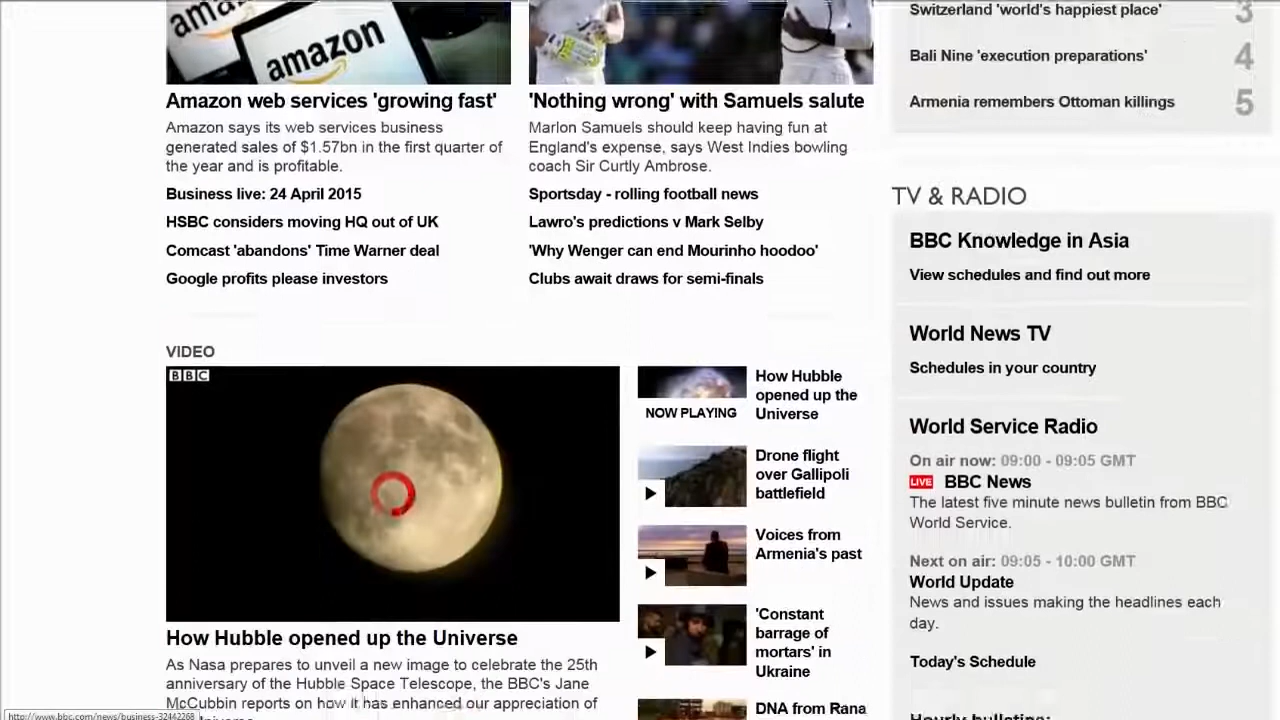 amazon
Amazon web services 'growing fast'
Amazon says its web services business
generated sales of $1.57bn in the first quarter of
the year and is profitable.
Business live: 24 April 2015
HSBC considers moving HQ out of UK
Comcast 'abandons' Time Warner deal
Google profits please investors
'Nothing wrong' with Samuels salute
Marlon Samuels should keep having fun at
England's expense, says West Indies bowling
coach Sir Curtly Ambrose.
Sportsday - rolling football news
Lawro's predictions v Mark Selby
'Why Wenger can end Mourinho hoodoo'
Clubs await draws for semi-finals
VIDEO
BBC
How Hubble opened up the Universe
As Nasa prepares to unveil a new image to celebrate the 25th
anniversary of the Hubble Space Telescope, the BBC's Jane
McCubbin reports on how it has enhanced our appreciation of
http://www.bbc.com/news/business-32442268
NOW PLAYING
How Hubble
opened up the
Universe
Drone flight
over Gallipoli
battlefield
Voices from
Armenia's past
'Constant
barrage of
mortars' in
Ukraine
DNA from Rana
Switzerland 'world's happiest place'
3
Bali Nine 'execution preparations'
4
Armenia remembers Ottoman killings
5
TV & RADIO
BBC Knowledge in Asia
View schedules and find out more
World News TV
Schedules in your country
World Service Radio
On air now: 09:00 - 09:05 GMT
LIVE BBC News
The latest five minute news bulletin from BBC
World Service.
Next on air: 09:05 - 10:00 GMT
World Update
News and issues making the headlines each
day.
Today's Schedule
Hourly bulletins: